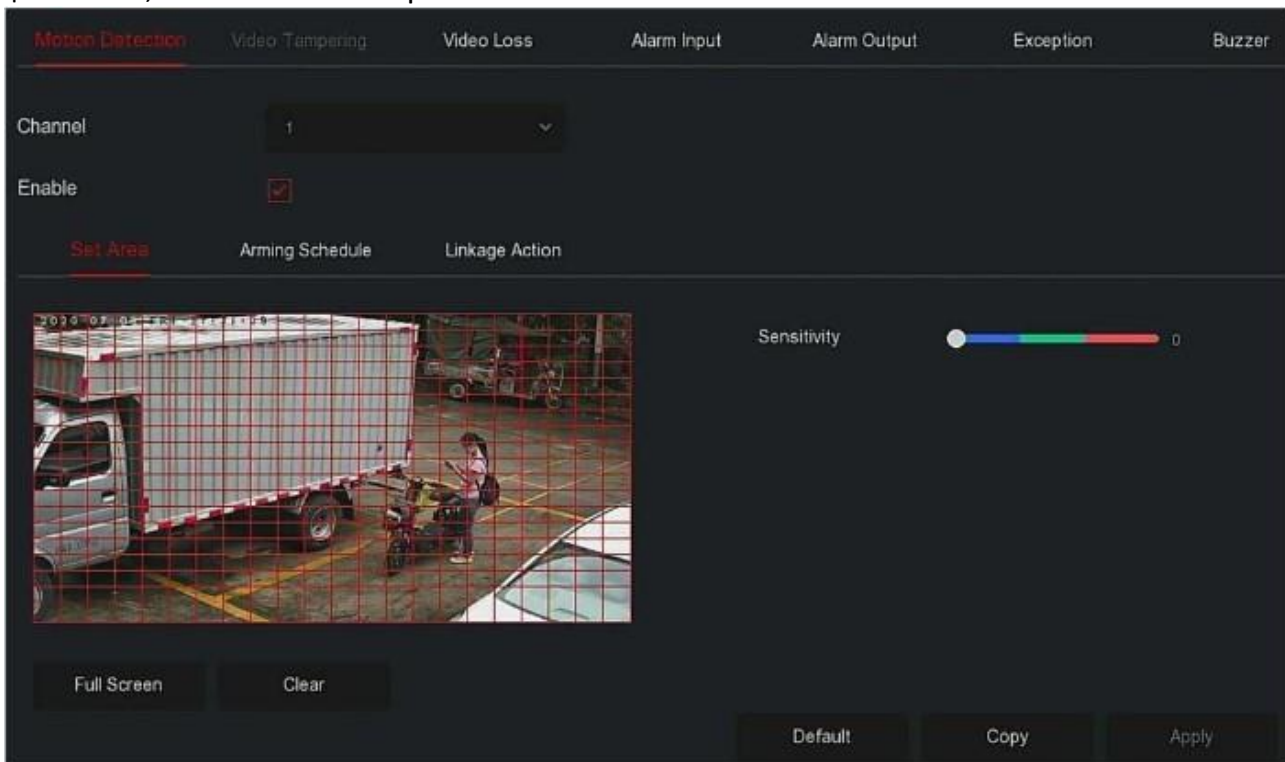 Motion Detection Video Tampering Video Loss Alarm Input Alarm Output Exception Buzzer
Channel 1
Enable
Set Area Arming Schedule Linkage Action
Sensitivity 0
Full Screen Clear
Default Copy Apply